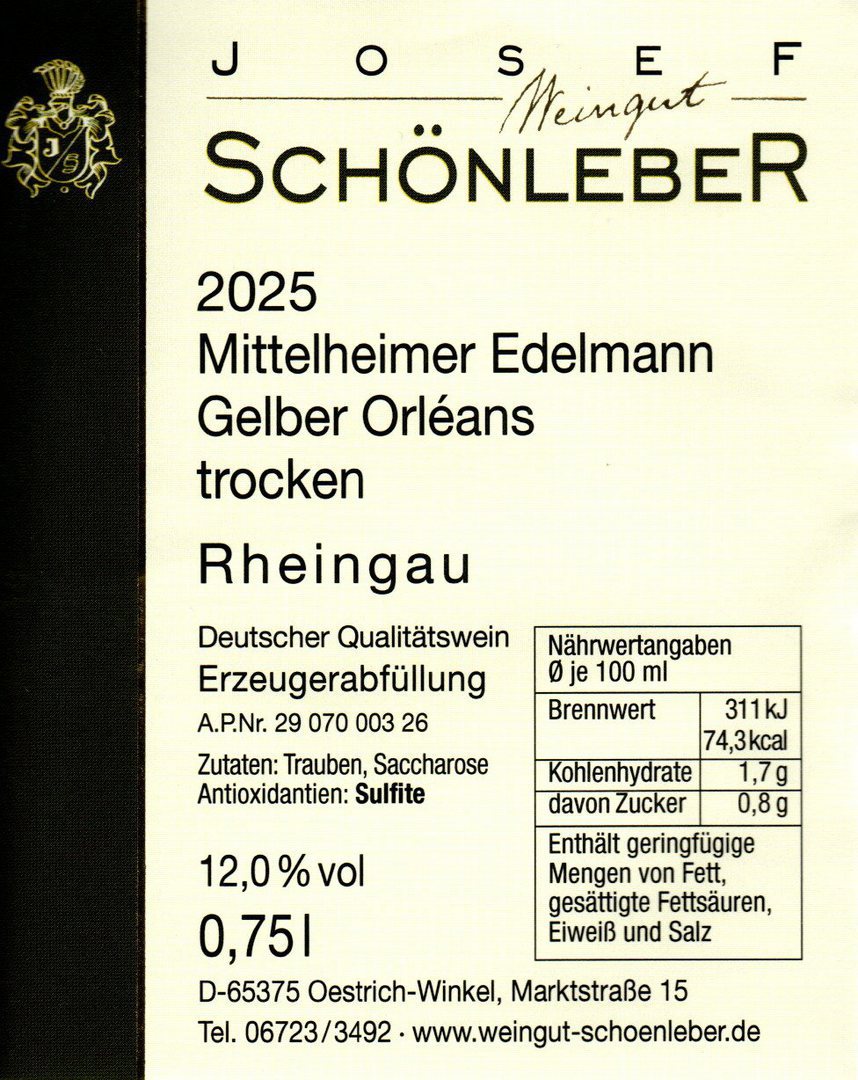 J O S E F
Weingut
SCHÖNLEBER
J S
2025
Mittelheimer Edelmann
Gelber Orléans
trocken
Rheingau
Deutscher Qualitätswein
Erzeugerabfüllung
A.P.Nr. 29 070 003 26
Zutaten: Trauben, Saccharose
Antioxidantien: Sulfite
12,0 % vol
0,75 l
Nährwertangaben
Ø je 100 ml
Brennwert 311 kJ
74,3 kcal
Kohlenhydrate 1,7 g
davon Zucker 0,8 g
Enthält geringfügige
Mengen von Fett,
gesättigte Fettsäuren,
Eiweiß und Salz
D-65375 Oestrich-Winkel, Marktstraße 15
Tel. 06723/3492 · www.weingut-schoenleber.de